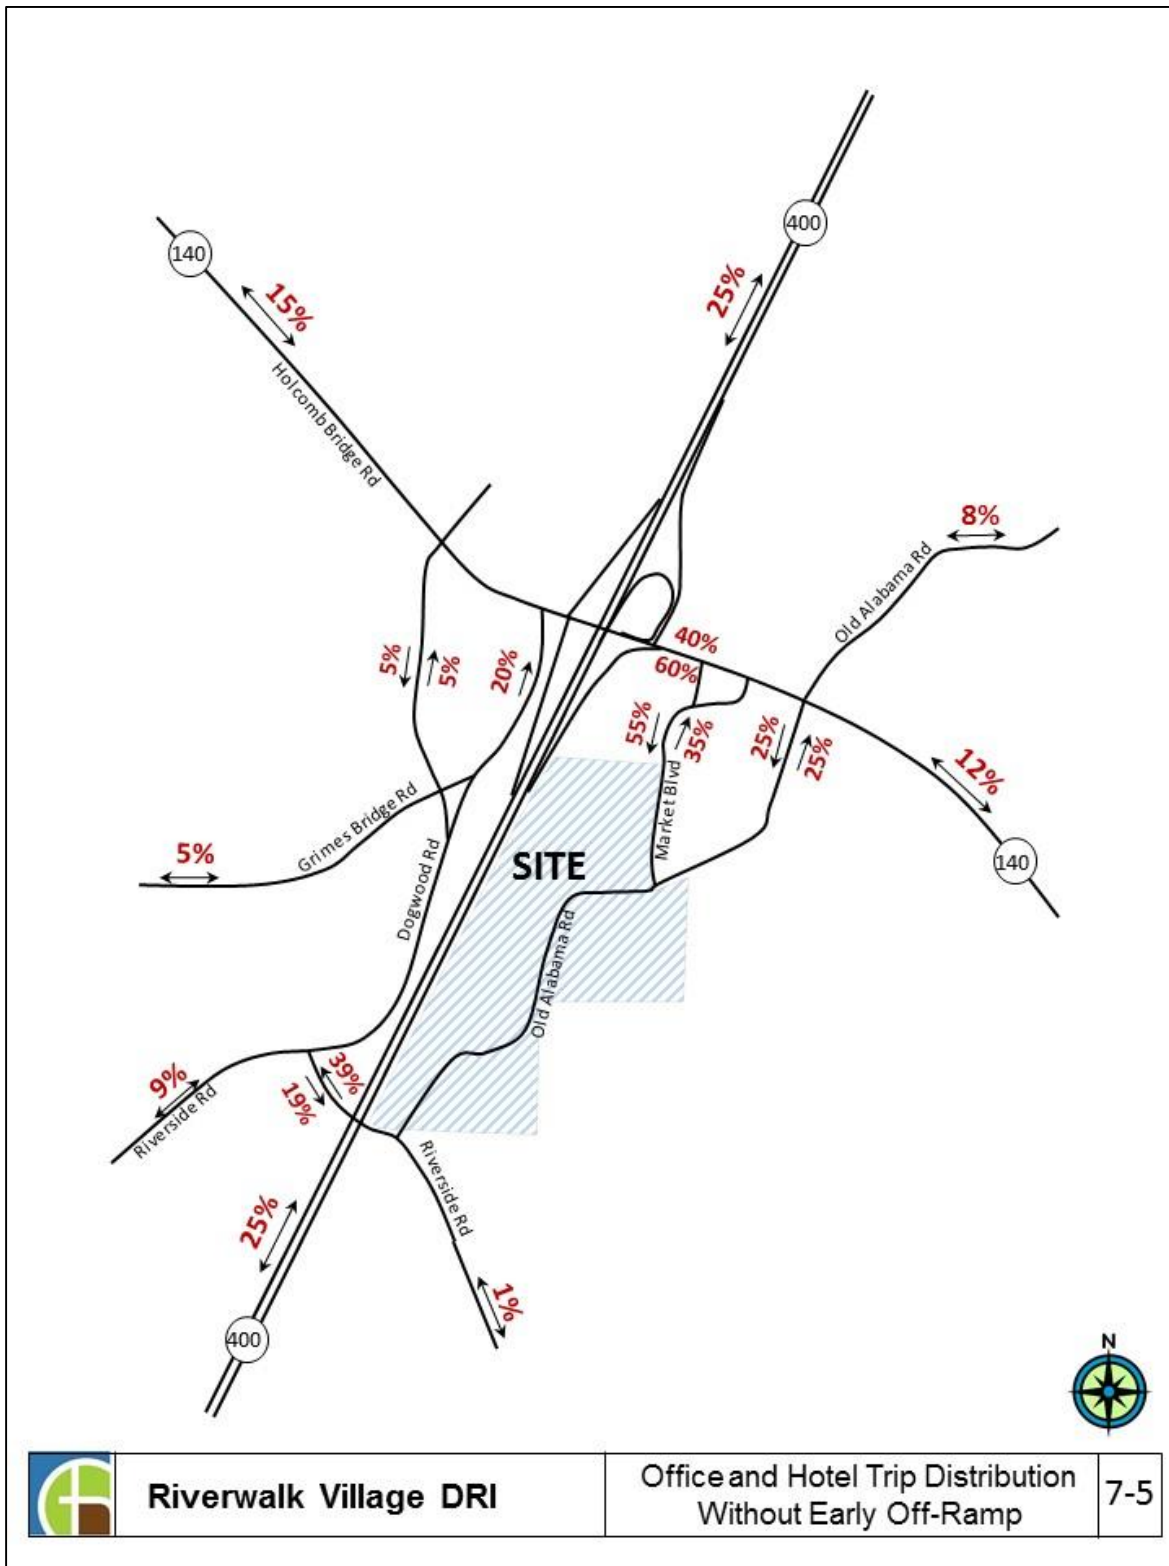 400
140
15%
25%
Holcomb Bridge Rd
8%
Old Alabama Rd
40%
60%
5%
5%
20%
55%
35%
25%
25%
12%
Market Blvd
Grimes Bridge Rd
5%
SITE
140
Dogwood Rd
Old Alabama Rd
39%
9%
19%
Riverside Rd
Riverside Rd
25%
1%
400
N
Riverwalk Village DRI
Office and Hotel Trip Distribution
Without Early Off-Ramp
7-5